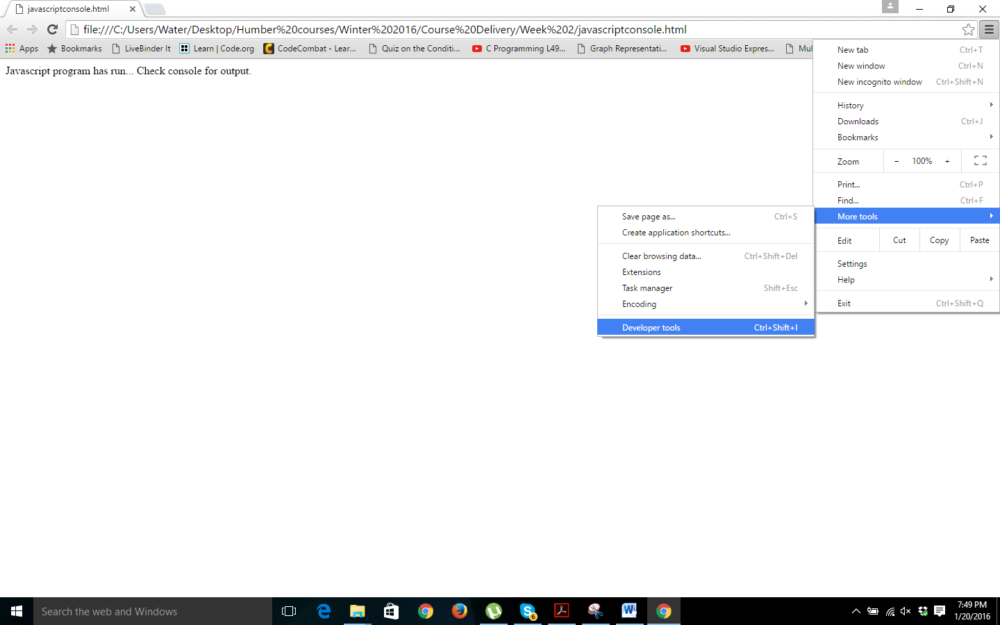 javascriptconsole.html
file:///C:/Users/Water/Desktop/Humber%20courses/Winter%202016/Course%20Delivery/Week%202/javascriptconsole.html
Apps Bookmarks LiveBinder It Learn | Code.org CodeCombat - Lear... Quiz on the Conditi... C Programming L49... Graph Representati... Visual Studio Expres... Mul
Javascript program has run... Check console for output.
New tab Ctrl+T
New window Ctrl+N
New incognito window Ctrl+Shift+N
History
Downloads Ctrl+J
Bookmarks
Zoom − 100% +
Print... Ctrl+P
Find... Ctrl+F
More tools
Edit Cut Copy Paste
Settings
Help
Exit Ctrl+Shift+Q
Save page as... Ctrl+S
Create application shortcuts...
Clear browsing data... Ctrl+Shift+Del
Extensions
Task manager Shift+Esc
Encoding
Developer tools Ctrl+Shift+I
Search the web and Windows
6
7:49 PM
1/20/2016